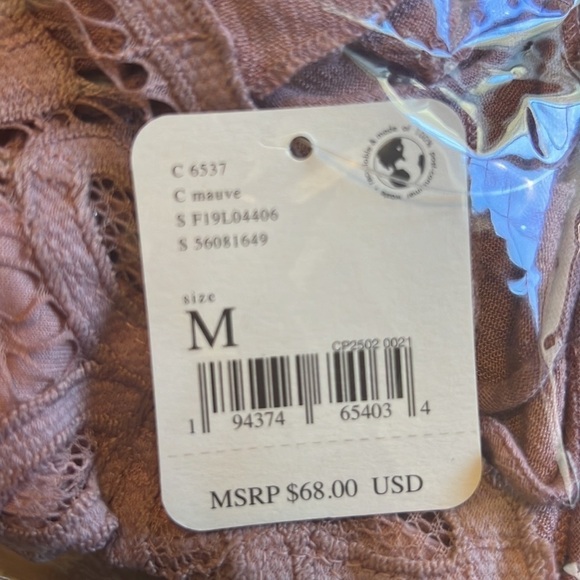 C 6537
C mauve
S F19L04406
S 56081649
size
M
CP2502 0021
1 94374 65403 4
MSRP $68.00 USD